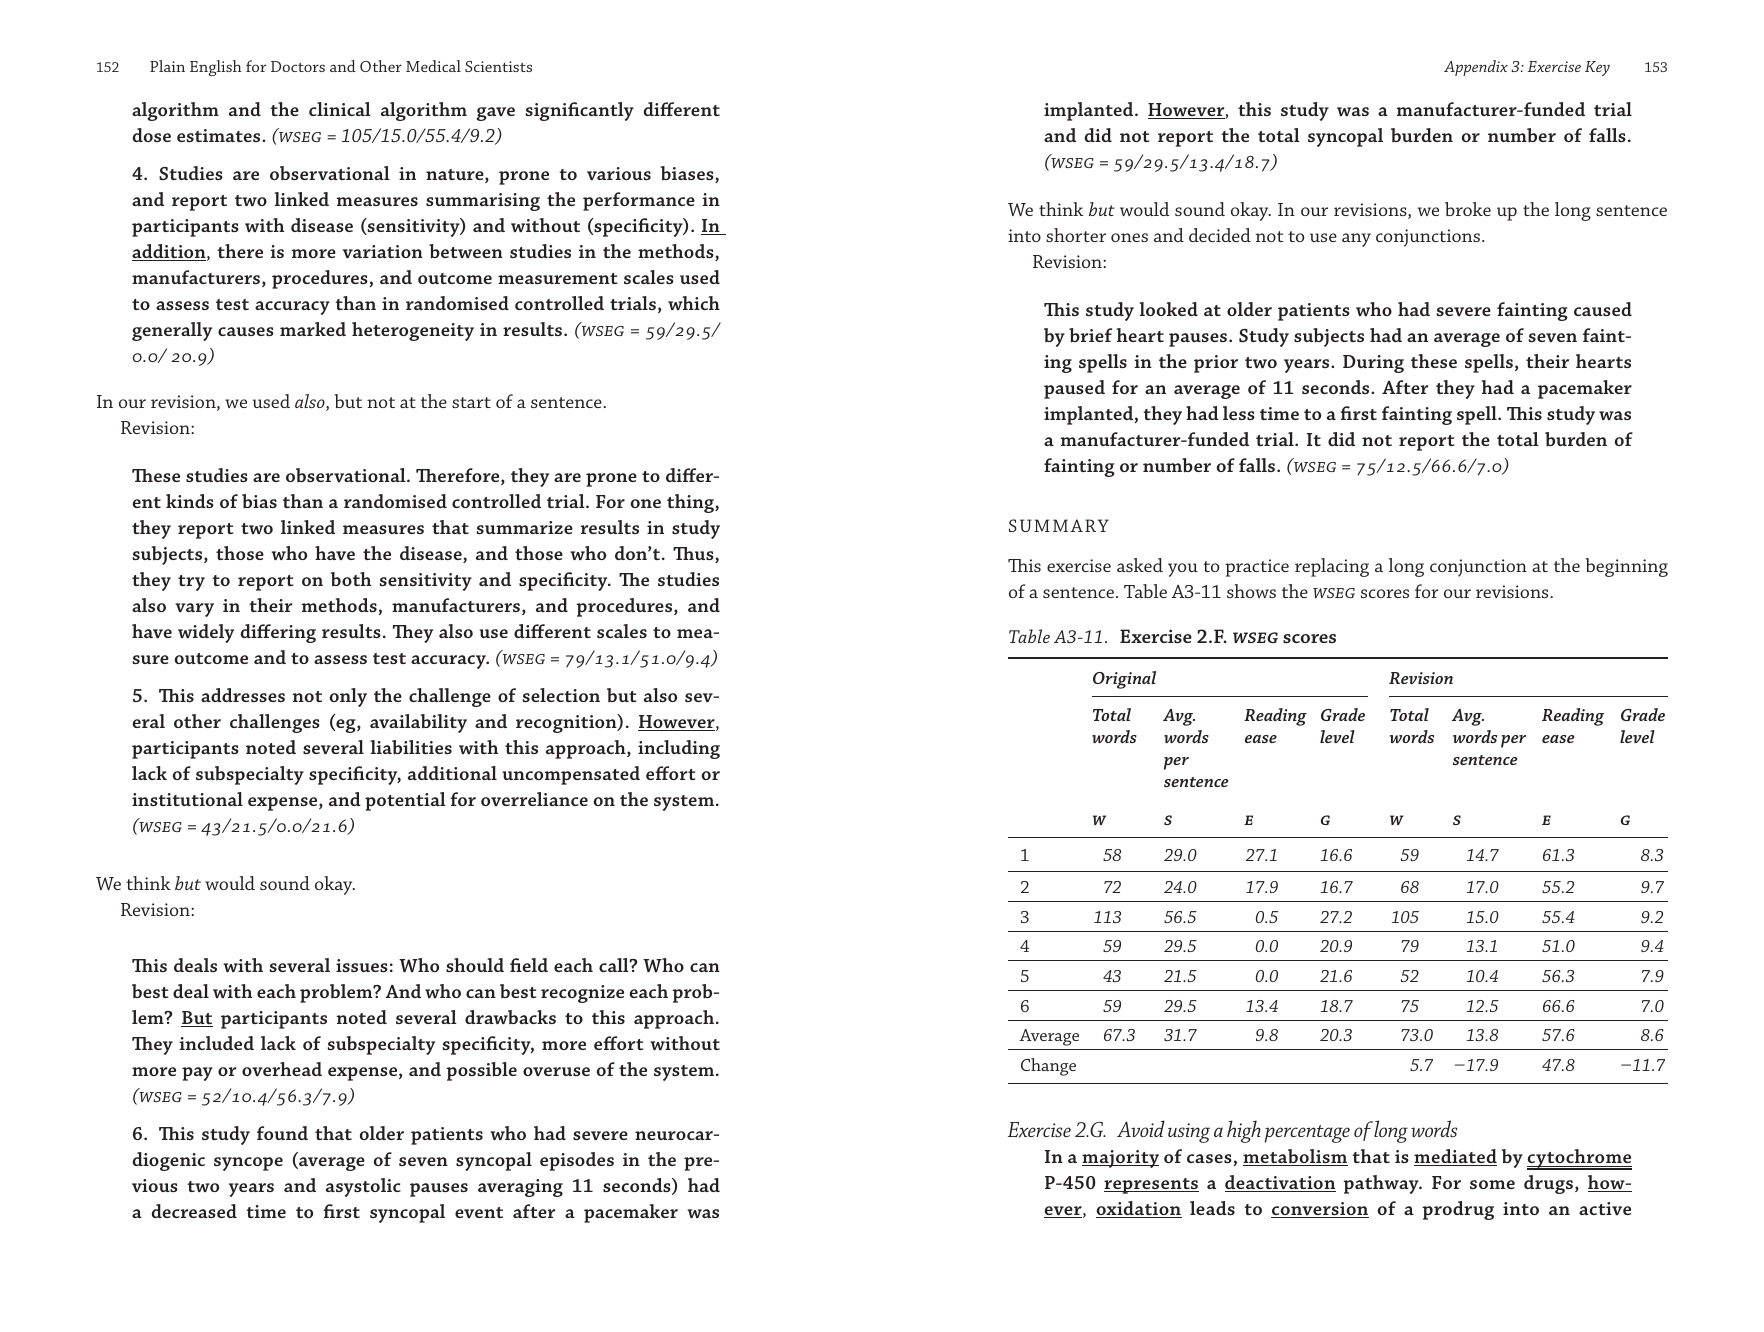 152 Plain English for Doctors and Other Medical Scientists
algorithm and the clinical algorithm gave significantly different
dose estimates. (WSEG = 105/15.0/55.4/9.2)
4. Studies are observational in nature, prone to various biases,
and report two linked measures summarising the performance in
participants with disease (sensitivity) and without (specificity). In
addition, there is more variation between studies in the methods,
manufacturers, procedures, and outcome measurement scales used
to assess test accuracy than in randomised controlled trials, which
generally causes marked heterogeneity in results. (WSEG = 59/29.5/
0.0/ 20.9)
In our revision, we used also, but not at the start of a sentence.
Revision:
These studies are observational. Therefore, they are prone to differ-
ent kinds of bias than a randomised controlled trial. For one thing,
they report two linked measures that summarize results in study
subjects, those who have the disease, and those who don’t. Thus,
they try to report on both sensitivity and specificity. The studies
also vary in their methods, manufacturers, and procedures, and
have widely differing results. They also use different scales to mea-
sure outcome and to assess test accuracy. (WSEG = 79/13.1/51.0/9.4)
5. This addresses not only the challenge of selection but also sev-
eral other challenges (eg, availability and recognition). However,
participants noted several liabilities with this approach, including
lack of subspecialty specificity, additional uncompensated effort or
institutional expense, and potential for overreliance on the system.
(WSEG = 43/21.5/0.0/21.6)
We think but would sound okay.
Revision:
This deals with several issues: Who should field each call? Who can
best deal with each problem? And who can best recognize each prob-
lem? But participants noted several drawbacks to this approach.
They included lack of subspecialty specificity, more effort without
more pay or overhead expense, and possible overuse of the system.
(WSEG = 52/10.4/56.3/7.9)
6. This study found that older patients who had severe neurocar-
diogenic syncope (average of seven syncopal episodes in the pre-
vious two years and asystolic pauses averaging 11 seconds) had
a decreased time to first syncopal event after a pacemaker was
Appendix 3: Exercise Key 153
implanted. However, this study was a manufacturer-funded trial
and did not report the total syncopal burden or number of falls.
(WSEG = 59/29.5/13.4/18.7)
We think but would sound okay. In our revisions, we broke up the long sentence
into shorter ones and decided not to use any conjunctions.
Revision:
This study looked at older patients who had severe fainting caused
by brief heart pauses. Study subjects had an average of seven faint-
ing spells in the prior two years. During these spells, their hearts
paused for an average of 11 seconds. After they had a pacemaker
implanted, they had less time to a first fainting spell. This study was
a manufacturer-funded trial. It did not report the total burden of
fainting or number of falls. (WSEG = 75/12.5/66.6/7.0)
SUMMARY
This exercise asked you to practice replacing a long conjunction at the beginning
of a sentence. Table A3-11 shows the WSEG scores for our revisions.
Table A3-11. Exercise 2.F. WSEG scores
Original Revision
Total Avg. Reading Grade Total Avg. Reading Grade
words words ease level words words per ease level
per sentence
sentence
W S E G W S E G
1 58 29.0 27.1 16.6 59 14.7 61.3 8.3
2 72 24.0 17.9 16.7 68 17.0 55.2 9.7
3 113 56.5 0.5 27.2 105 15.0 55.4 9.2
4 59 29.5 0.0 20.9 79 13.1 51.0 9.4
5 43 21.5 0.0 21.6 52 10.4 56.3 7.9
6 59 29.5 13.4 18.7 75 12.5 66.6 7.0
Average 67.3 31.7 9.8 20.3 73.0 13.8 57.6 8.6
Change 5.7 −17.9 47.8 −11.7
Exercise 2.G. Avoid using a high percentage of long words
In a majority of cases, metabolism that is mediated by cytochrome
P-450 represents a deactivation pathway. For some drugs, how-
ever, oxidation leads to conversion of a prodrug into an active